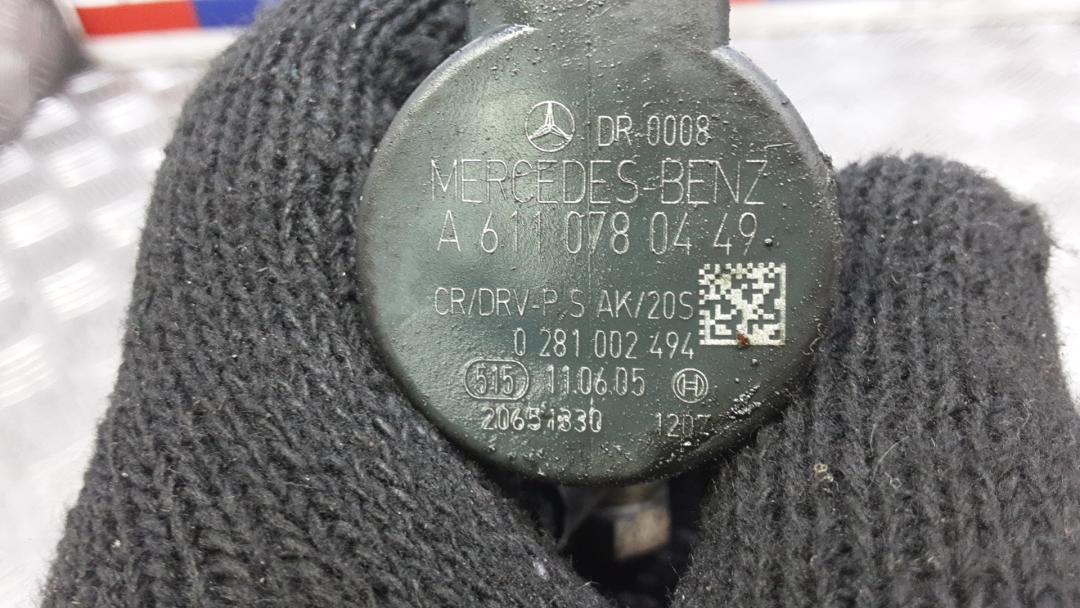 DR-0008
MERCEDES-BENZ
A 611 078 04 49
CR/DRV-P,S AK/20S
0 281 002 494
515 11.06.05